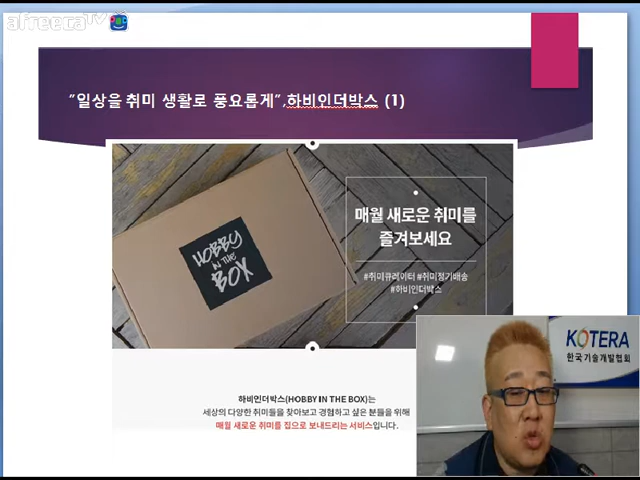 afreecaTV
"일상을 취미 생활로 풍요롭게",하비인더박스 (1)
HOBBY
IN THE
BOX
매월 새로운 취미를
즐겨보세요
#취미큐레이터 #취미정기배송
#하비인더박스
KOTERA
한국기술개발협회
하비인더박스(HOBBY IN THE BOX)는
세상의 다양한 취미들을 찾아보고 경험하고 싶은 분들을 위해
매월 새로운 취미를 집으로 보내드리는 서비스입니다.